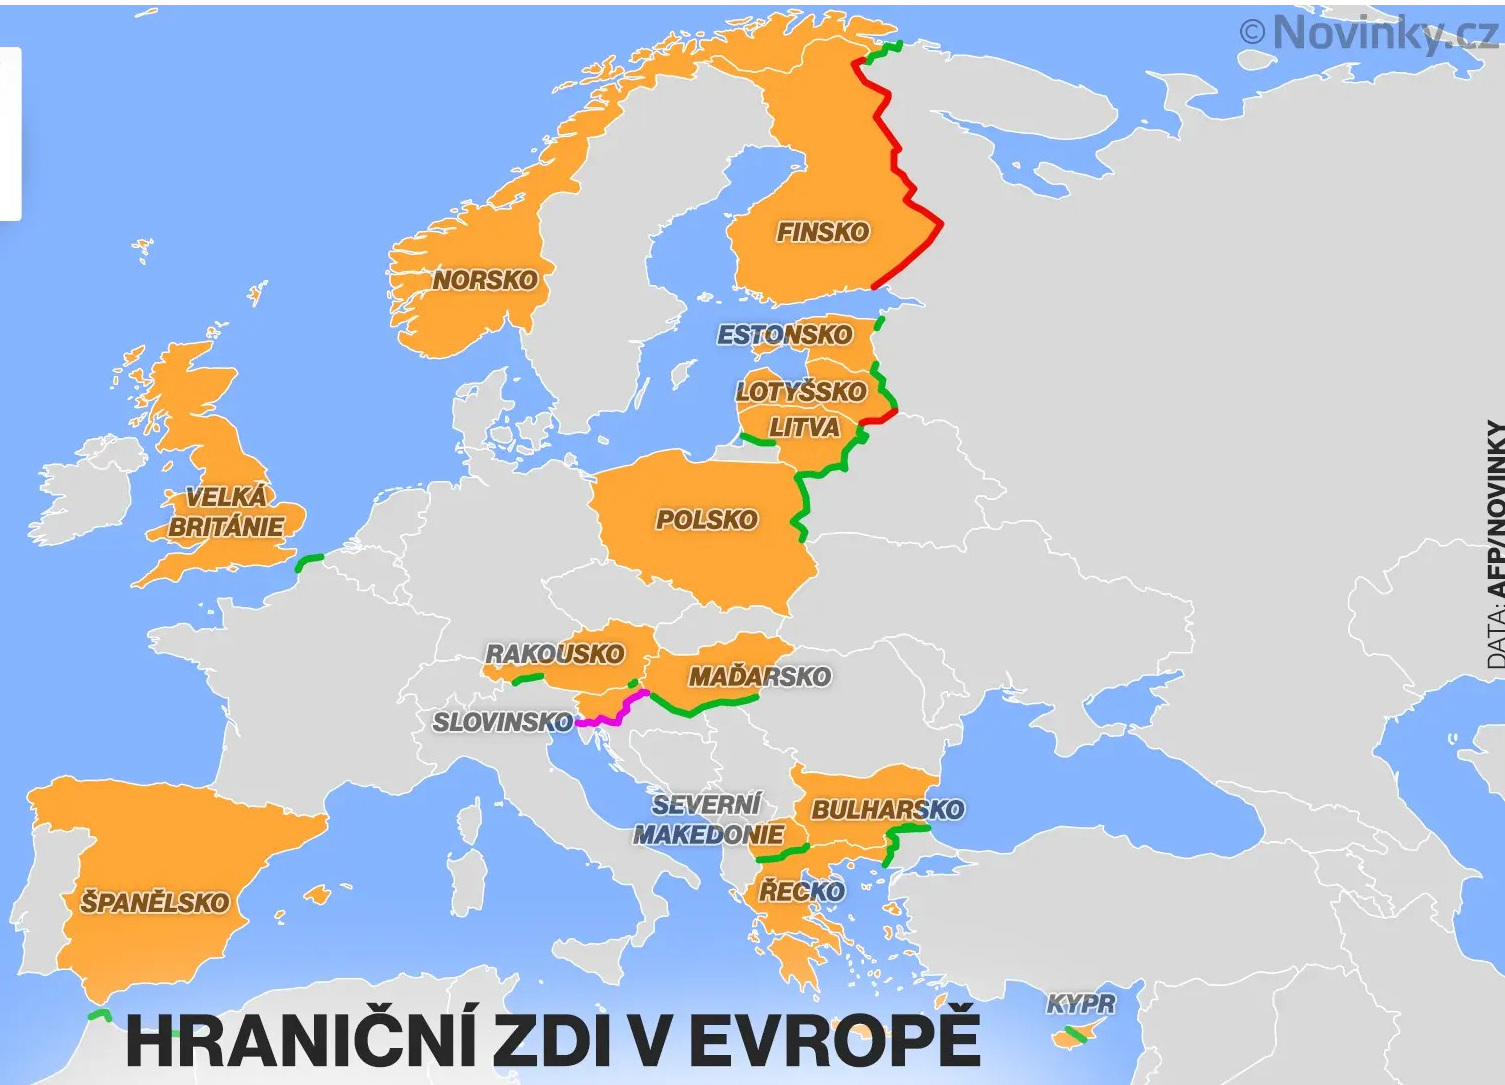 © Novinky.cz
FINSKO
NORSKO
ESTONSKO
LOTYŠSKO
LITVA
VELKÁ
BRITÁNIE
POLSKO
RAKOUSKO
MAĎARSKO
SLOVINSKO
SEVERNÍ
MAKEDONIE
BULHARSKO
ŘECKO
ŠPANĚLSKO
KYPR
HRANIČNÍ ZDI V EVROPĚ
DATA: AFP/NOVINKY